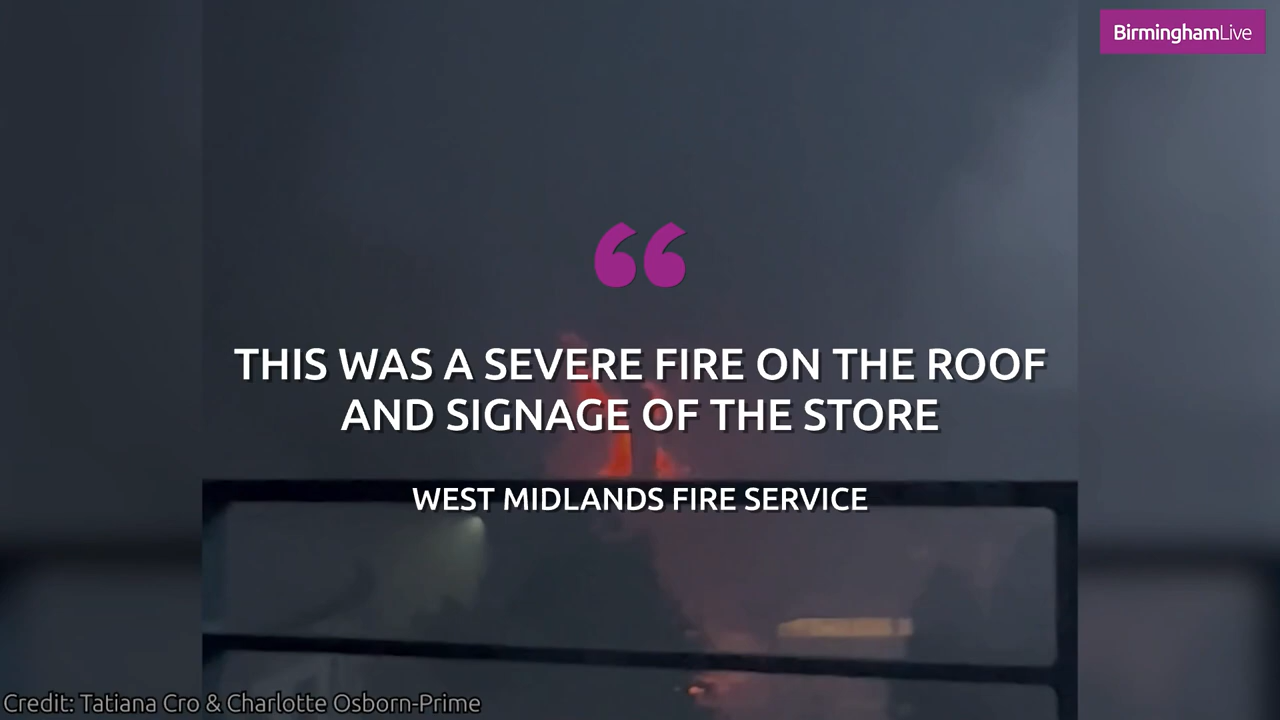 BirminghamLive
“
THIS WAS A SEVERE FIRE ON THE ROOF
AND SIGNAGE OF THE STORE
WEST MIDLANDS FIRE SERVICE
Credit: Tatiana Cro & Charlotte Osborn-Prime